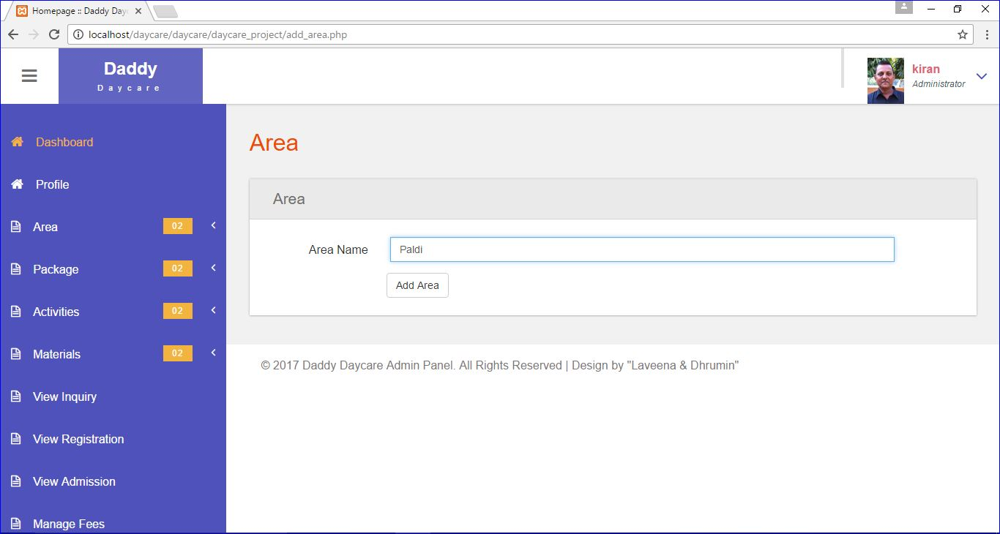 Homepage :: Daddy Day
localhost/daycare/daycare/daycare_project/add_area.php
Daddy
Daycare
kiran
Administrator
Dashboard
Profile
Area 02
Package 02
Activities 02
Materials 02
View Inquiry
View Registration
View Admission
Manage Fees
Area
Area
Area Name Paldi
Add Area
© 2017 Daddy Daycare Admin Panel. All Rights Reserved | Design by "Laveena & Dhrumin"